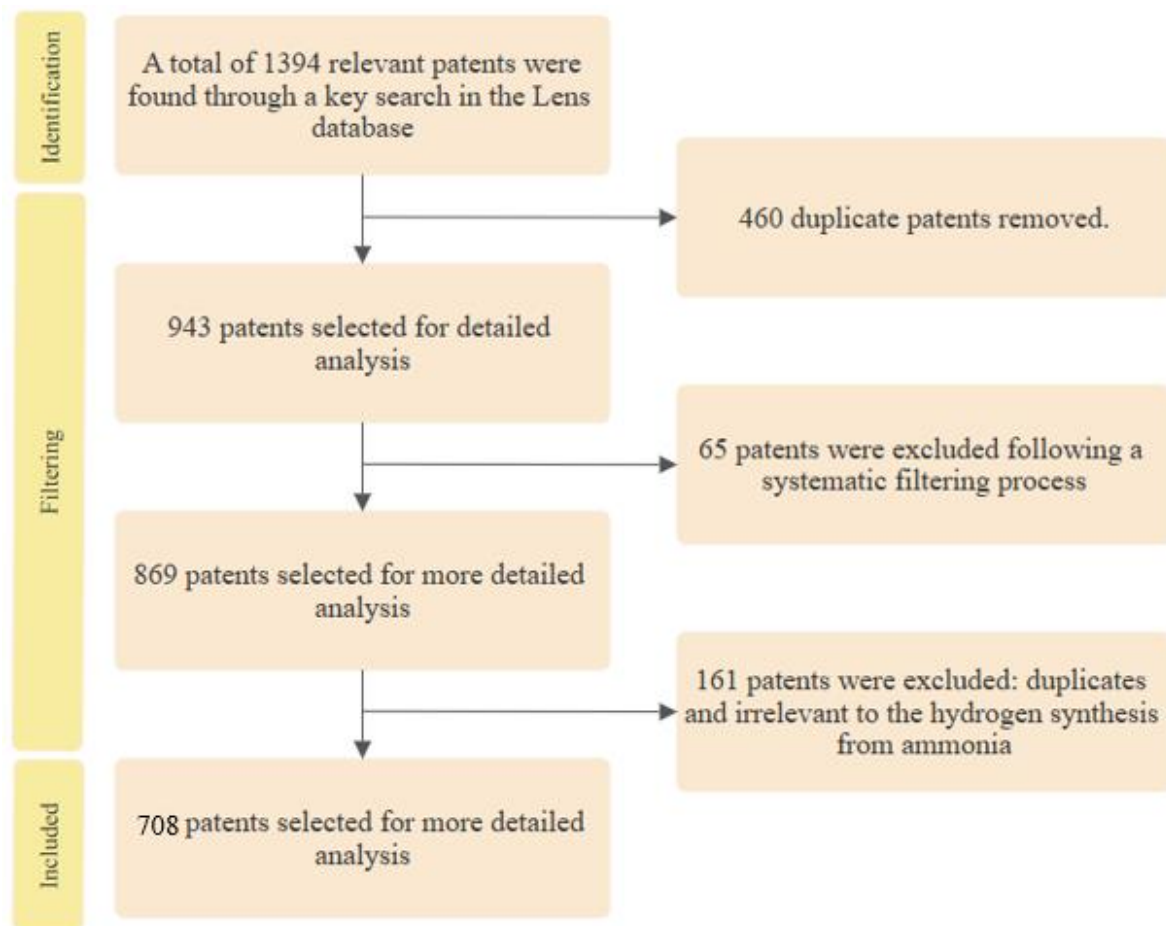 Identification
A total of 1394 relevant patents were
found through a key search in the Lens
database
460 duplicate patents removed.
Filtering
943 patents selected for detailed
analysis
65 patents were excluded following a
systematic filtering process
869 patents selected for more detailed
analysis
161 patents were excluded: duplicates
and irrelevant to the hydrogen synthesis
from ammonia
Included
708 patents selected for more detailed
analysis